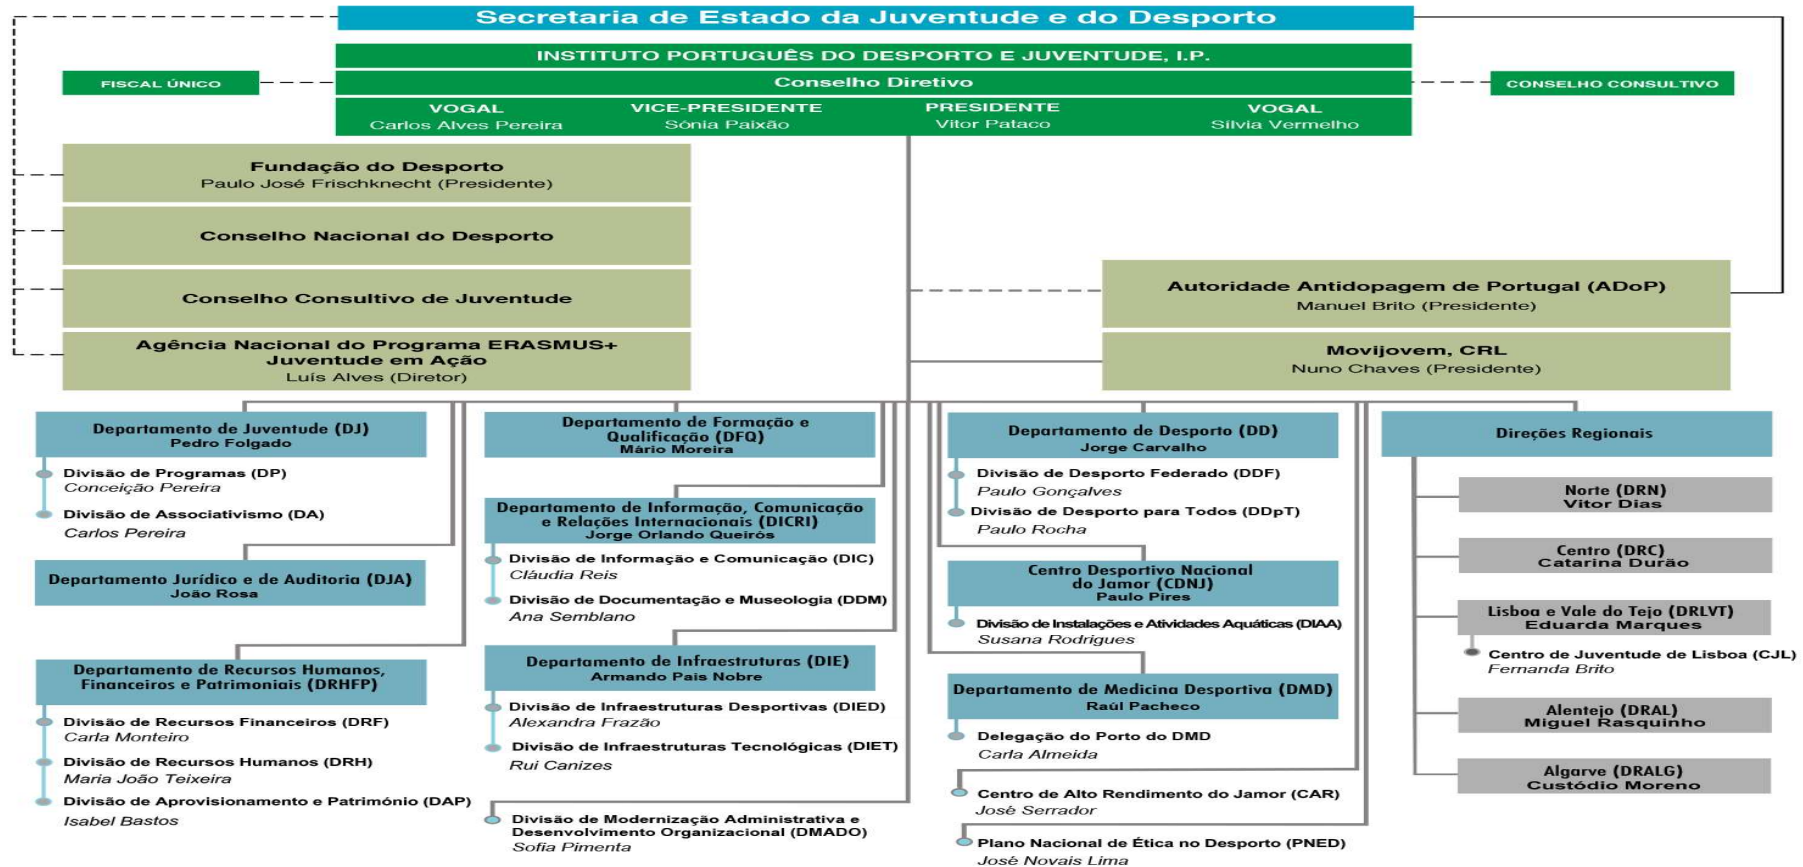 Secretaria de Estado da Juventude e do Desporto
INSTITUTO PORTUGUÊS DO DESPORTO E JUVENTUDE, I.P.
FISCAL ÚNICO
Conselho Diretivo
CONSELHO CONSULTIVO
VOGAL
Carlos Alves Pereira
VICE-PRESIDENTE
Sónia Paixão
PRESIDENTE
Vitor Pataco
VOGAL
Sílvia Vermelho
Fundação do Desporto
Paulo José Frischknecht (Presidente)
Conselho Nacional do Desporto
Conselho Consultivo de Juventude
Agência Nacional do Programa ERASMUS+
Juventude em Ação
Luís Alves (Diretor)
Autoridade Antidopagem de Portugal (ADoP)
Manuel Brito (Presidente)
Movijovem, CRL
Nuno Chaves (Presidente)
Departamento de Juventude (DJ)
Pedro Folgado
Divisão de Programas (DP)
Conceição Pereira
Divisão de Associativismo (DA)
Carlos Pereira
Departamento Jurídico e de Auditoria (DJA)
João Rosa
Departamento de Recursos Humanos,
Financeiros e Patrimoniais (DRHFP)
Divisão de Recursos Financeiros (DRF)
Carla Monteiro
Divisão de Recursos Humanos (DRH)
Maria João Teixeira
Divisão de Aprovisionamento e Património (DAP)
Isabel Bastos
Departamento de Formação e
Qualificação (DFQ)
Mário Moreira
Departamento de Informação, Comunicação
e Relações Internacionais (DICRI)
Jorge Orlando Queirós
Divisão de Informação e Comunicação (DIC)
Cláudia Reis
Divisão de Documentação e Museologia (DDM)
Ana Semblano
Departamento de Infraestruturas (DIE)
Armando Pais Nobre
Divisão de Infraestruturas Desportivas (DIED)
Alexandra Frazão
Divisão de Infraestruturas Tecnológicas (DIET)
Rui Canizes
Divisão de Modernização Administrativa e
Desenvolvimento Organizacional (DMADO)
Sofia Pimenta
Departamento de Desporto (DD)
Jorge Carvalho
Divisão de Desporto Federado (DDF)
Paulo Gonçalves
Divisão de Desporto para Todos (DDpT)
Paulo Rocha
Centro Desportivo Nacional
do Jamor (CDNJ)
Paulo Pires
Divisão de Instalações e Atividades Aquáticas (DIAA)
Susana Rodrigues
Departamento de Medicina Desportiva (DMD)
Raúl Pacheco
Delegação do Porto do DMD
Carla Almeida
Centro de Alto Rendimento do Jamor (CAR)
José Serrador
Plano Nacional de Ética no Desporto (PNED)
José Novais Lima
Direções Regionais
Norte (DRN)
Vitor Dias
Centro (DRC)
Catarina Durão
Lisboa e Vale do Tejo (DRLVT)
Eduarda Marques
Centro de Juventude de Lisboa (CJL)
Fernanda Brito
Alentejo (DRAL)
Miguel Rasquinho
Algarve (DRALG)
Custódio Moreno